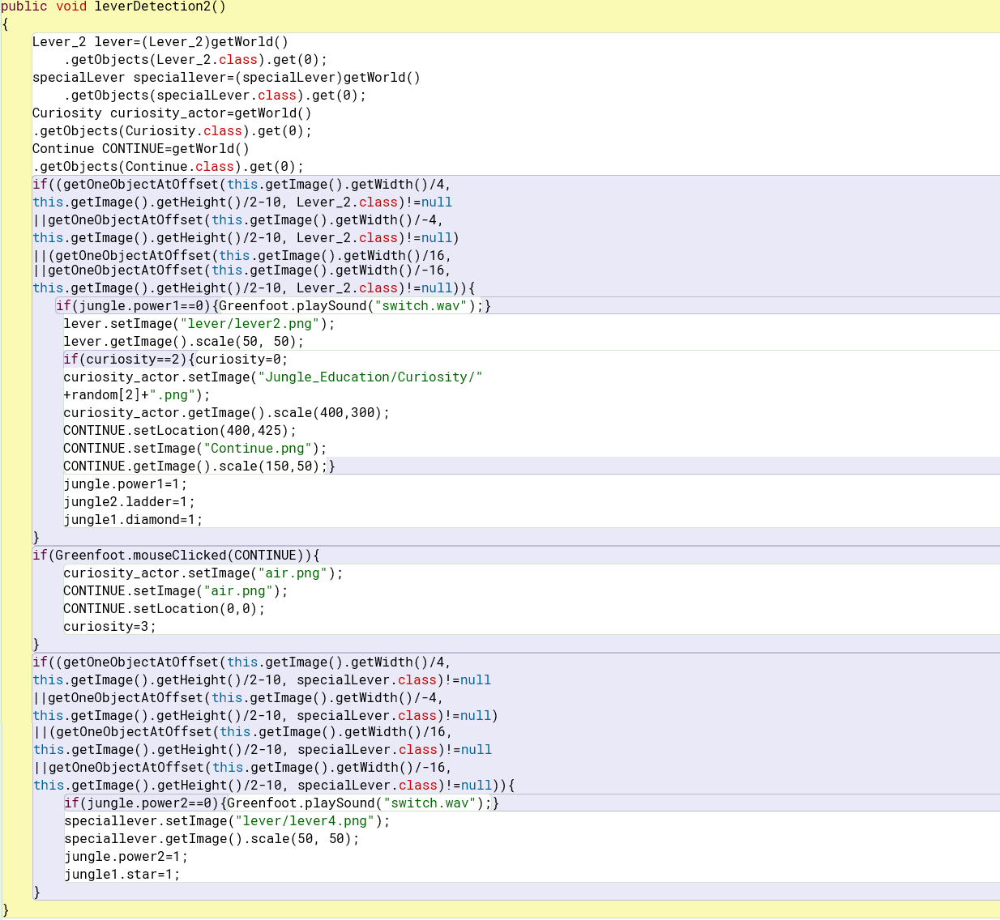 public void leverDetection2()
{
    Lever_2 lever=(Lever_2)getWorld()
        .getObjects(Lever_2.class).get(0);
    specialLever speciallever=(specialLever)getWorld()
        .getObjects(specialLever.class).get(0);
    Curiosity curiosity_actor=getWorld()
    .getObjects(Curiosity.class).get(0);
    Continue CONTINUE=getWorld()
    .getObjects(Continue.class).get(0);
    if((getOneObjectAtOffset(this.getImage().getWidth()/4,
    this.getImage().getHeight()/2-10, Lever_2.class)!=null
    ||getOneObjectAtOffset(this.getImage().getWidth()/-4,
    this.getImage().getHeight()/2-10, Lever_2.class)!=null)
    ||(getOneObjectAtOffset(this.getImage().getWidth()/16,
    ||getOneObjectAtOffset(this.getImage().getWidth()/-16,
    this.getImage().getHeight()/2-10, Lever_2.class)!=null)){
       if(jungle.power1==0){Greenfoot.playSound("switch.wav");}
        lever.setImage("lever/lever2.png");
        lever.getImage().scale(50, 50);
        if(curiosity==2){curiosity=0;
        curiosity_actor.setImage("Jungle_Education/Curiosity/"
        +random[2]+".png");
        curiosity_actor.getImage().scale(400,300);
        CONTINUE.setLocation(400,425);
        CONTINUE.setImage("Continue.png");
        CONTINUE.getImage().scale(150,50);}
        jungle.power1=1;
        jungle2.ladder=1;
        jungle1.diamond=1;
    }
    if(Greenfoot.mouseClicked(CONTINUE)){
        curiosity_actor.setImage("air.png");
        CONTINUE.setImage("air.png");
        CONTINUE.setLocation(0,0);
        curiosity=3;
    }
    if((getOneObjectAtOffset(this.getImage().getWidth()/4,
    this.getImage().getHeight()/2-10, specialLever.class)!=null
    ||getOneObjectAtOffset(this.getImage().getWidth()/-4,
    this.getImage().getHeight()/2-10, specialLever.class)!=null)
    ||(getOneObjectAtOffset(this.getImage().getWidth()/16,
    this.getImage().getHeight()/2-10, specialLever.class)!=null
    ||getOneObjectAtOffset(this.getImage().getWidth()/-16,
    this.getImage().getHeight()/2-10, specialLever.class)!=null)){
        if(jungle.power2==0){Greenfoot.playSound("switch.wav");}
        speciallever.setImage("lever/lever4.png");
        speciallever.getImage().scale(50, 50);
        jungle.power2=1;
        jungle1.star=1;
    }
}